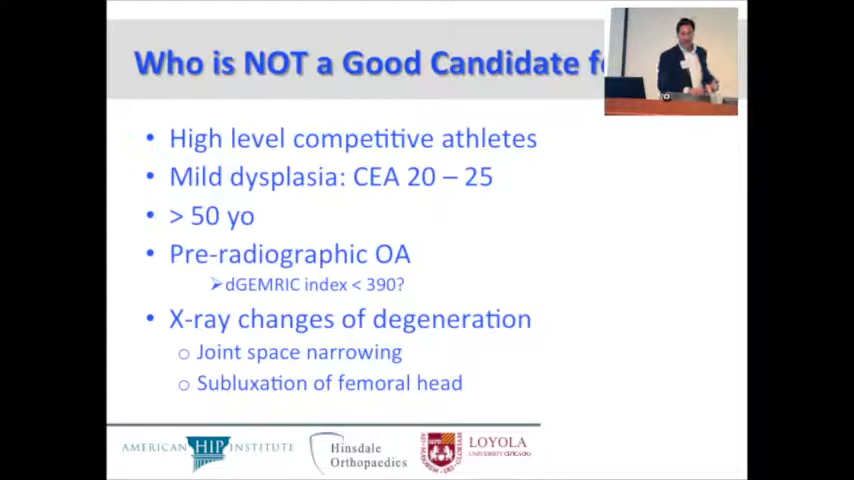 Who is NOT a Good Candidate f
• High level competitive athletes
• Mild dysplasia: CEA 20 – 25
• > 50 yo
• Pre-radiographic OA
➢dGEMRIC index < 390?
• X-ray changes of degeneration
o Joint space narrowing
o Subluxation of femoral head
AMERICAN HIP INSTITUTE
Hinsdale
Orthopaedics
LOYOLA
UNIVERSITY CHICAGO